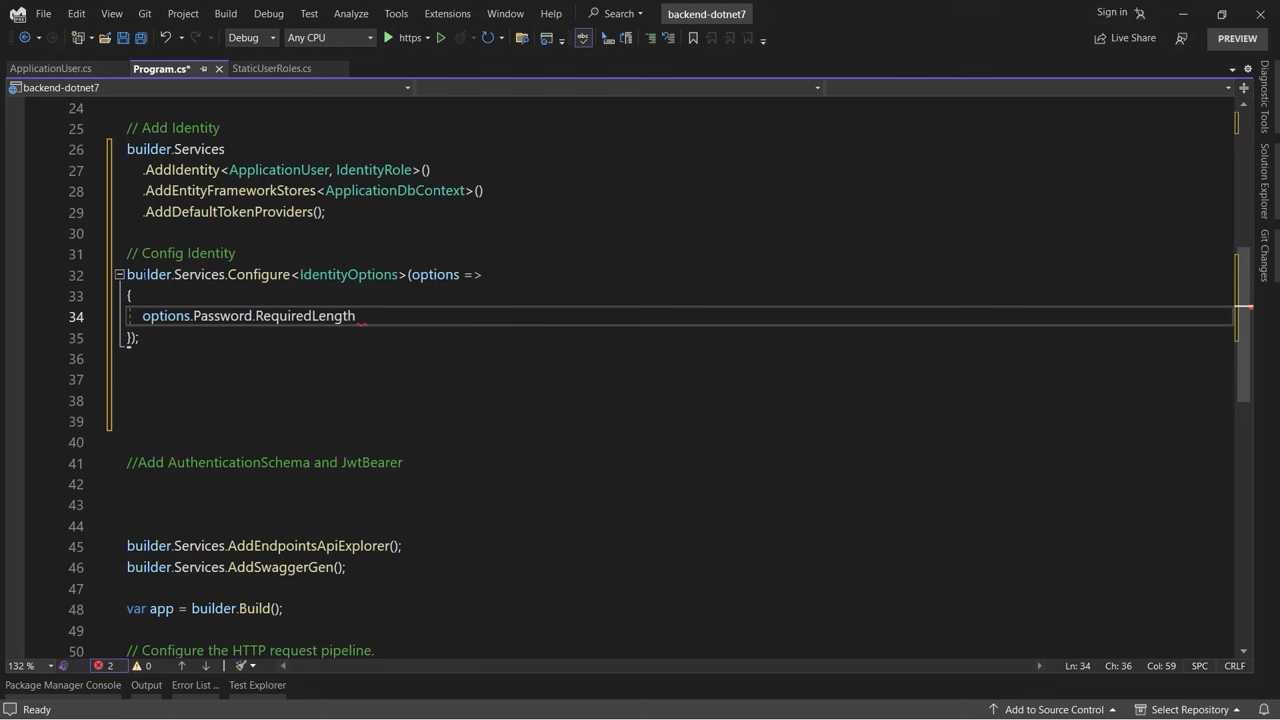 File Edit View Git Project Build Debug Test Analyze Tools Extensions Window Help Search backend-dotnet7 Sign in
Debug Any CPU https Live Share PREVIEW
ApplicationUser.cs Program.cs* StaticUserRoles.cs
backend-dotnet7
24
25 // Add Identity
26 builder.Services
27 .AddIdentity<ApplicationUser, IdentityRole>()
28 .AddEntityFrameworkStores<ApplicationDbContext>()
29 .AddDefaultTokenProviders();
30
31 // Config Identity
32 builder.Services.Configure<IdentityOptions>(options =>
33 {
34 options.Password.RequiredLength
35 });
36
37
38
39
40
41 //Add AuthenticationSchema and JwtBearer
42
43
44
45 builder.Services.AddEndpointsApiExplorer();
46 builder.Services.AddSwaggerGen();
47
48 var app = builder.Build();
49
50 // Configure the HTTP request pipeline.
Diagnostic Tools
Solution Explorer
Git Changes
132 % 2 0 Ln: 34 Ch: 36 Col: 59 SPC CRLF
Package Manager Console Output Error List ... Test Explorer
Ready Add to Source Control Select Repository